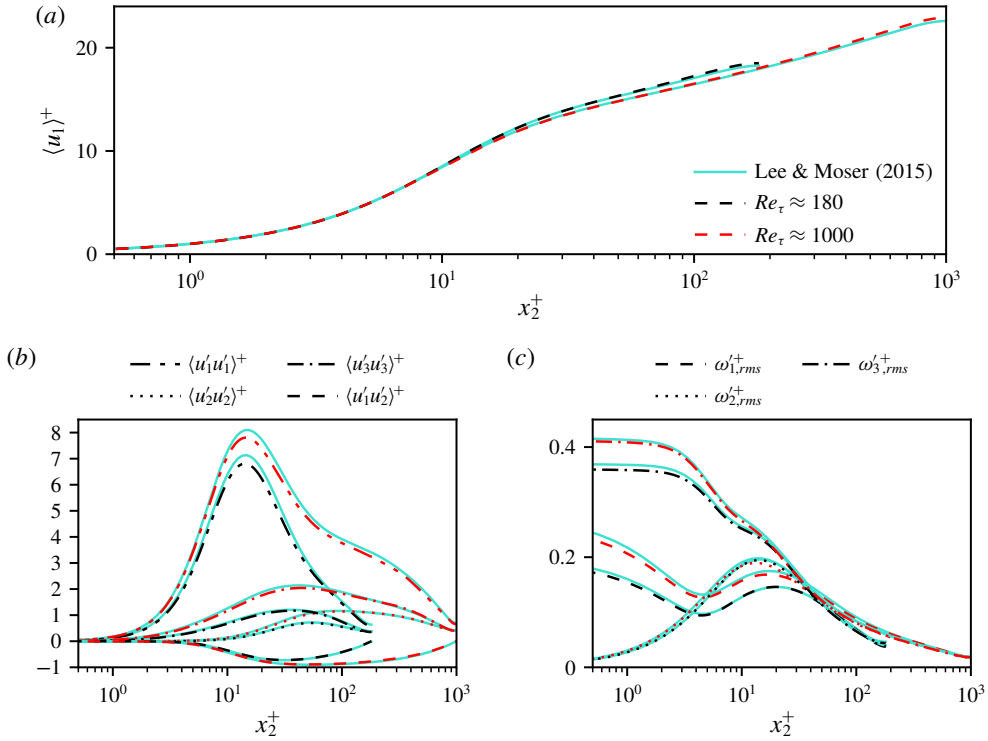 (a)
20
10
0
⟨u₁⟩⁺
Lee & Moser (2015)
Re_τ ≈ 180
Re_τ ≈ 1000
10⁰ 10¹ 10² 10³
x₂⁺
(b)
⟨u′₁u′₁⟩⁺ ⟨u′₃u′₃⟩⁺
⟨u′₂u′₂⟩⁺ ⟨u′₁u′₂⟩⁺
8
7
6
5
4
3
2
1
0
−1
10⁰ 10¹ 10² 10³
x₂⁺
(c)
ω′⁺₁,rms ω′⁺₃,rms
ω′⁺₂,rms
0.4
0.2
0
10⁰ 10¹ 10² 10³
x₂⁺